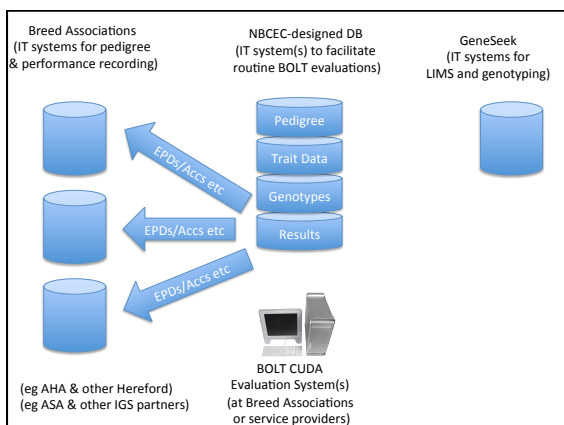 Breed Associations
(IT systems for pedigree
& performance recording)
NBCEC-designed DB
(IT system(s) to facilitate
routine BOLT evaluations)
GeneSeek
(IT systems for
LIMS and genotyping)
Pedigree
Trait Data
Genotypes
Results
EPDs/Accs etc
EPDs/Accs etc
EPDs/Accs etc
BOLT CUDA
Evaluation System(s)
(at Breed Associations
or service providers)
(eg AHA & other Hereford)
(eg ASA & other IGS partners)